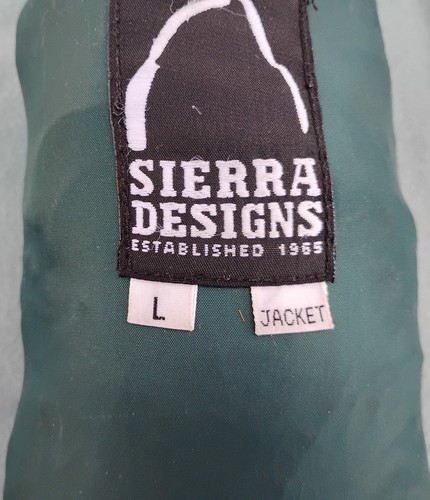 SIERRA
DESIGNS
ESTABLISHED 1965
L
JACKET